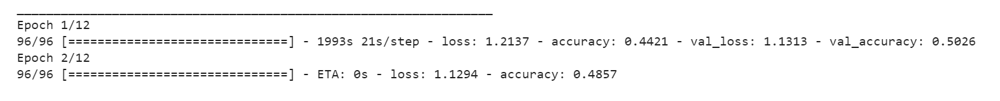 _________________________________________________________________
Epoch 1/12
96/96 [==============================] - 1993s 21s/step - loss: 1.2137 - accuracy: 0.4421 - val_loss: 1.1313 - val_accuracy: 0.5026
Epoch 2/12
96/96 [==============================] - ETA: 0s - loss: 1.1294 - accuracy: 0.4857